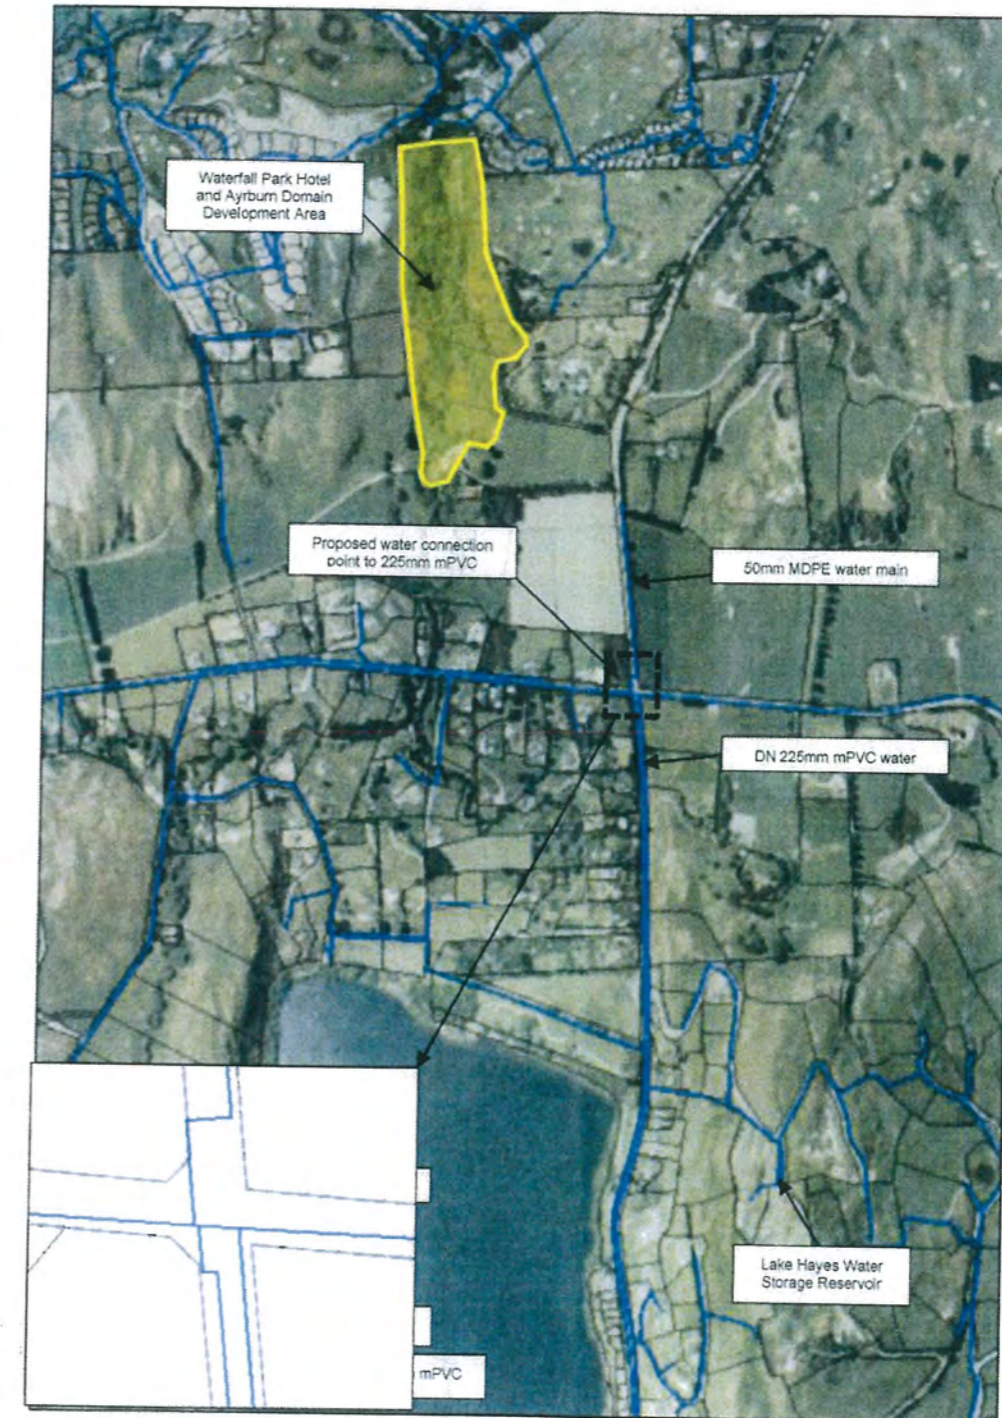 Waterfall Park Hotel
and Ayrburn Domain
Development Area
Proposed water connection
point to 225mm mPVC
50mm MDPE water main
DN 225mm mPVC water
Lake Hayes Water
Storage Reservoir
mPVC